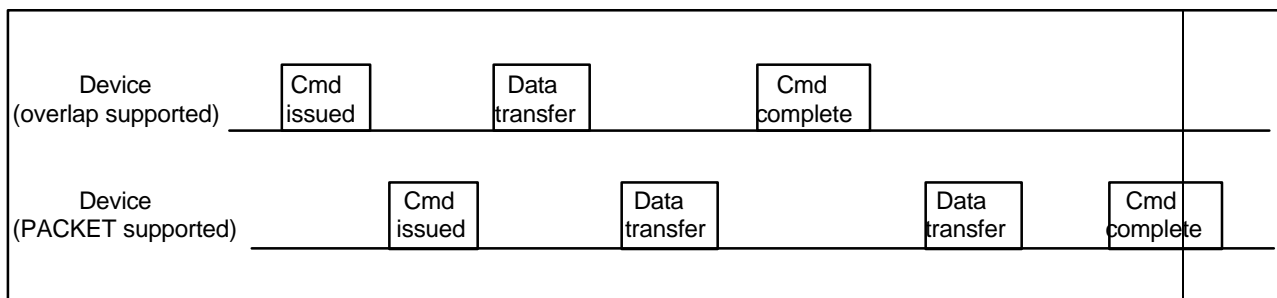 Device
(overlap supported)
Cmd
issued
Data
transfer
Cmd
complete
Device
(PACKET supported)
Cmd
issued
Data
transfer
Data
transfer
Cmd
complete